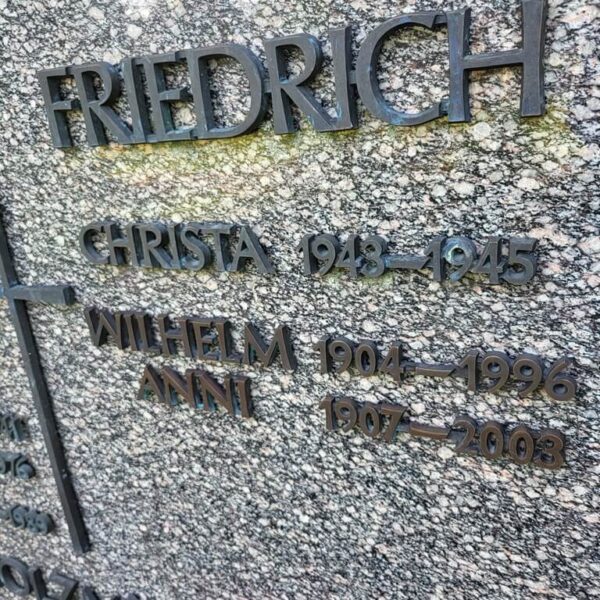 FRIEDRICH
CHRISTA 1943–1945
WILHELM 1904–1996
ANNI 1907–2003